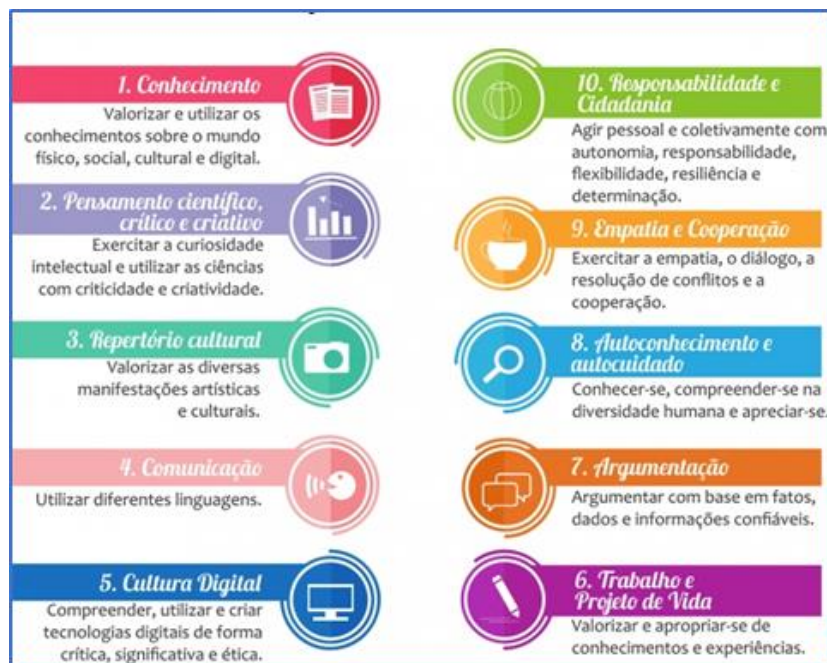 1. Conhecimento
Valorizar e utilizar os
conhecimentos sobre o mundo
físico, social, cultural e digital.
2. Pensamento científico,
crítico e criativo
Exercitar a curiosidade
intelectual e utilizar as ciências
com criticidade e criatividade.
3. Repertório cultural
Valorizar as diversas
manifestações artísticas
e culturais.
4. Comunicação
Utilizar diferentes linguagens.
5. Cultura Digital
Compreender, utilizar e criar
tecnologias digitais de forma
crítica, significativa e ética.
10. Responsabilidade e
Cidadania
Agir pessoal e coletivamente com
autonomia, responsabilidade,
flexibilidade, resiliência e
determinação.
9. Empatia e Cooperação
Exercitar a empatia, o diálogo, a
resolução de conflitos e a
cooperação.
8. Autoconhecimento e
autocuidado
Conhecer-se, compreender-se na
diversidade humana e apreciar-se.
7. Argumentação
Argumentar com base em fatos,
dados e informações confiáveis.
6. Trabalho e
Projeto de Vida
Valorizar e apropriar-se de
conhecimentos e experiências.